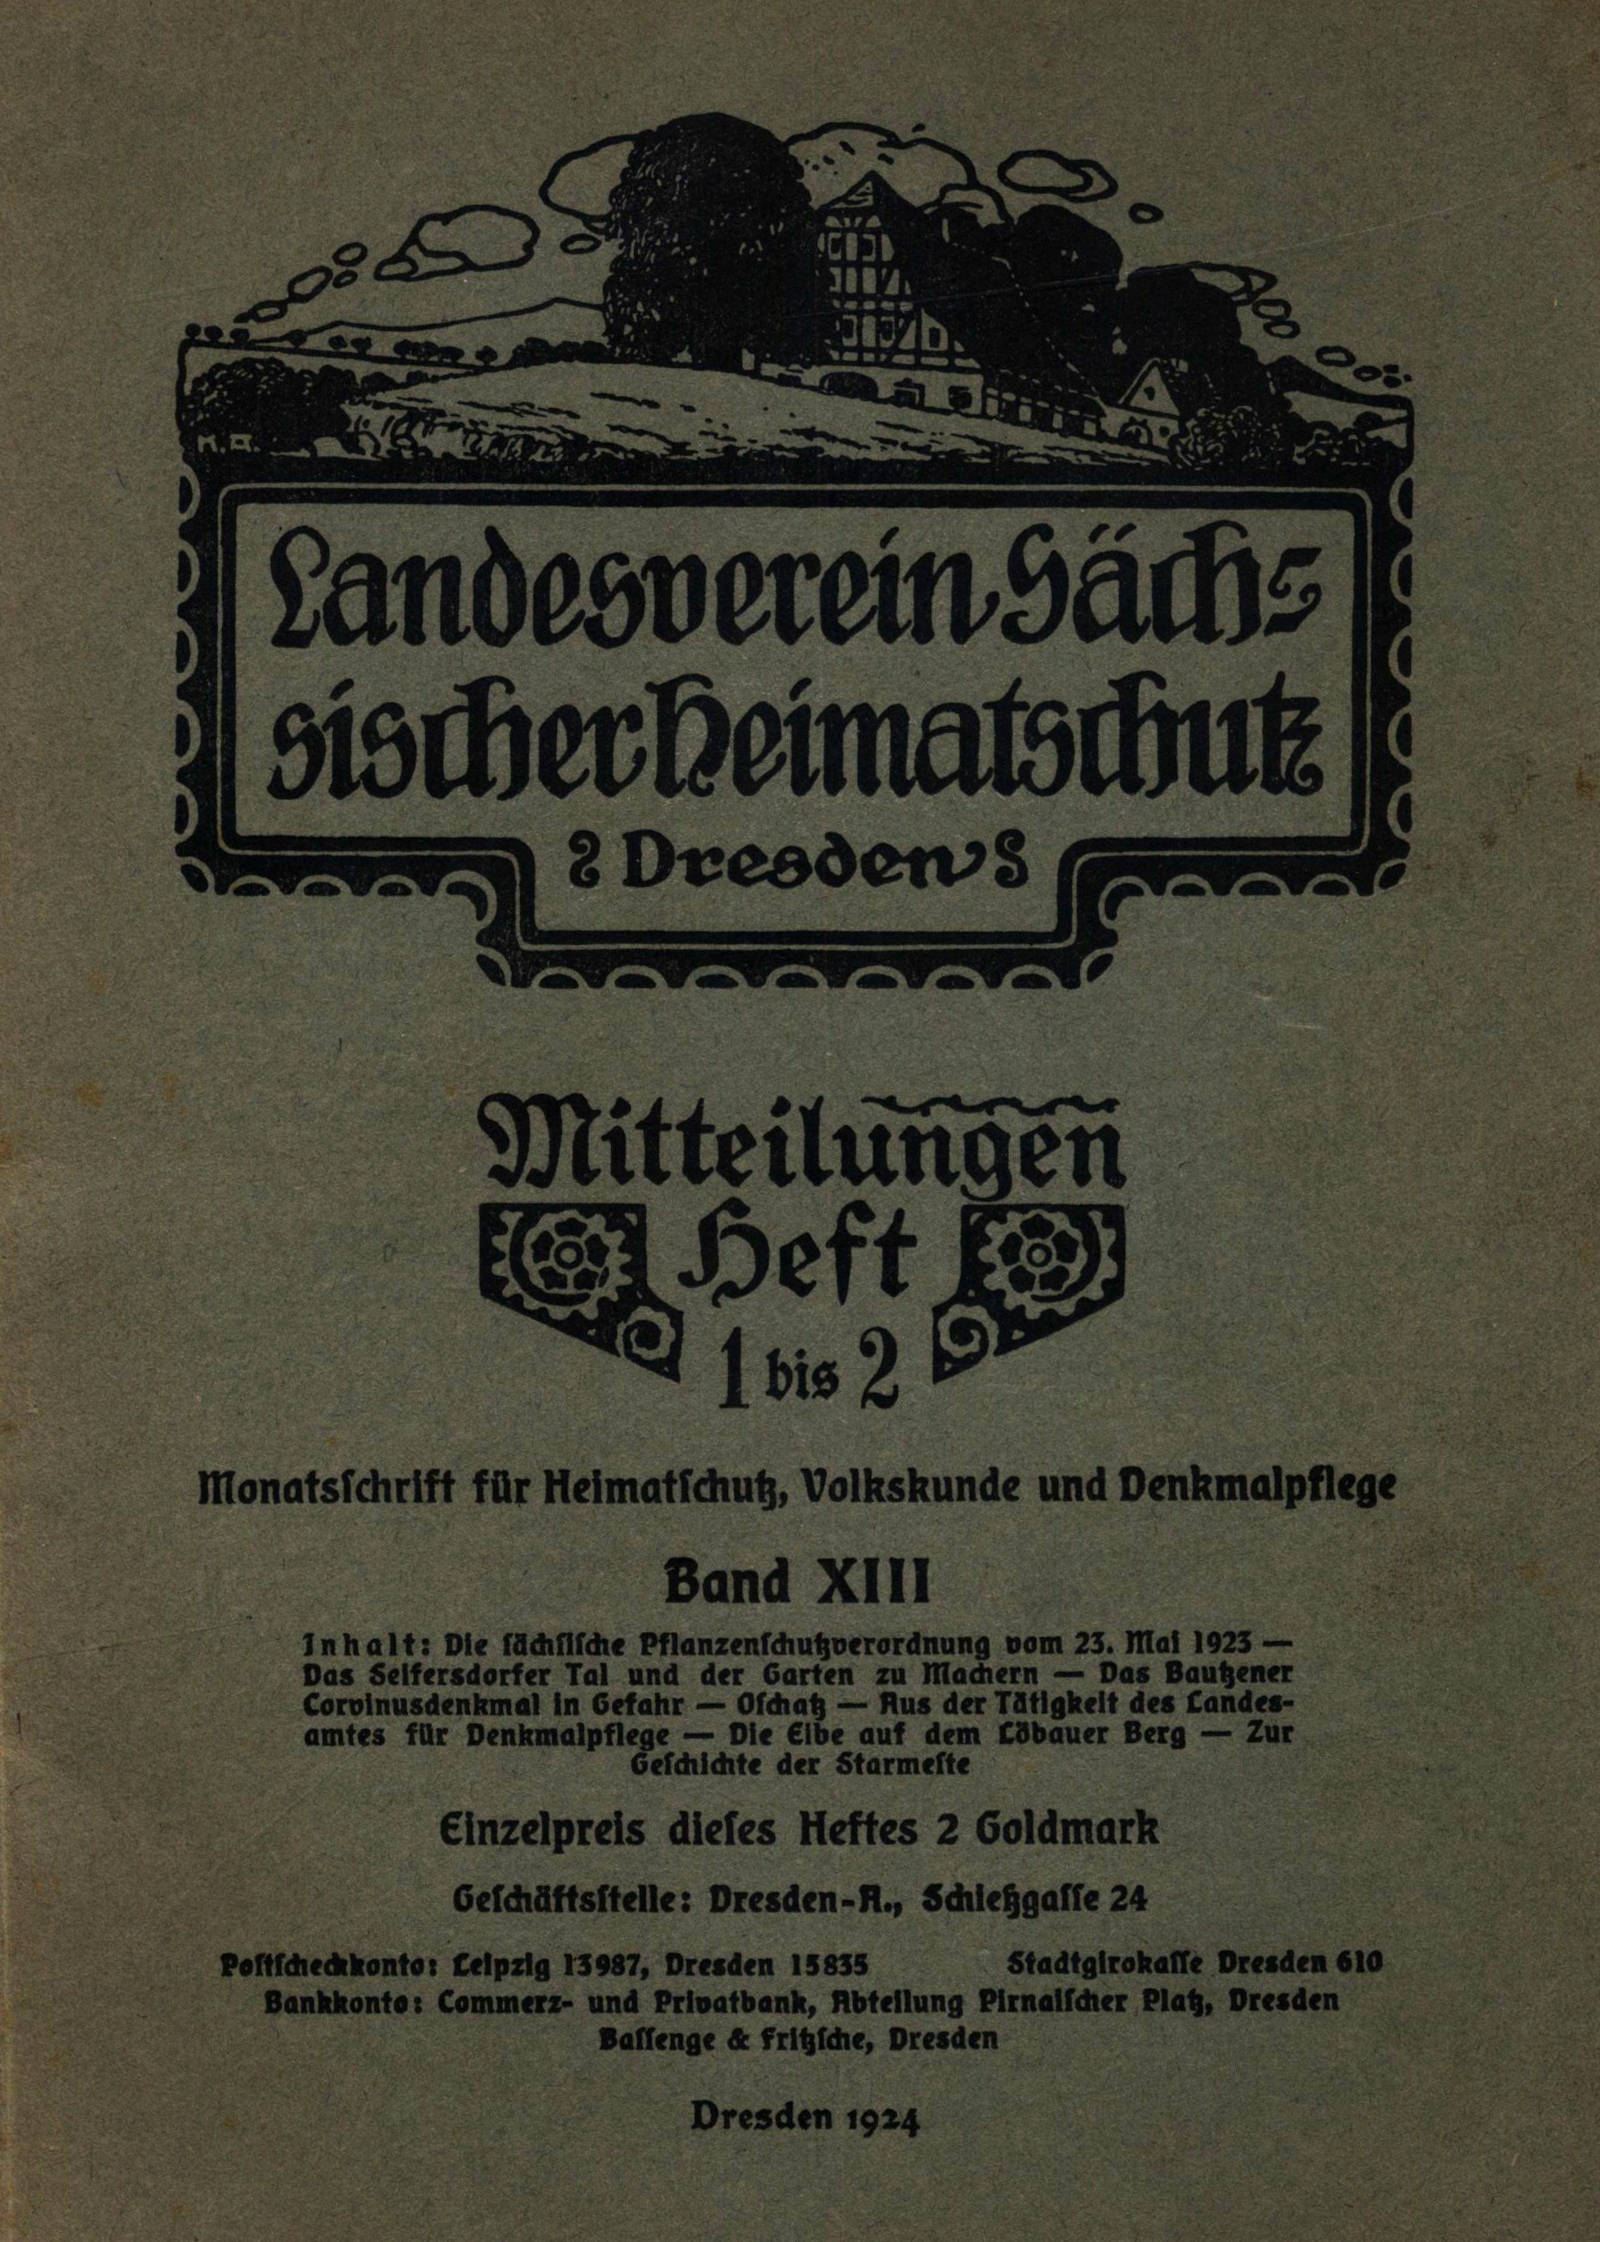 K. A.
Landesverein Säch-
sischer Heimatschutz
Dresden
Mitteilungen
Heft
1 bis 2
Monatsſchrift für Heimatſchutz, Volkskunde und Denkmalpflege
Band XIII
Inhalt: Die ſächſiſche Pflanzenſchutzverordnung vom 23. Mai 1923 —
Das Seifersdorfer Tal und der Garten zu Machern — Das Bautzener
Corvinusdenkmal in Gefahr — Oſchatz — Aus der Tätigkeit des Landes-
amtes für Denkmalpflege — Die Eibe auf dem Löbauer Berg — Zur
Geſchichte der Starmeſte
Einzelpreis dieſes Heftes 2 Goldmark
Geſchäftsſtelle: Dresden-A., Schießgaſſe 24
Poſtſcheckkonto: Leipzig 13987, Dresden 15835 Stadtgirokaſſe Dresden 610
Bankkonto: Commerz- und Privatbank, Abteilung Pirnaiſcher Platz, Dresden
Baſſenge & Fritzſche, Dresden
Dresden 1924